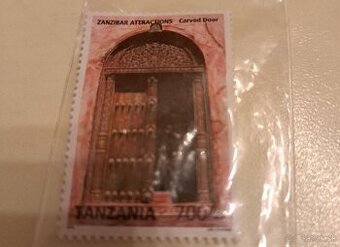 ZANZIBAR ATTRACTIONS Carved Door
TANZANIA 700/-